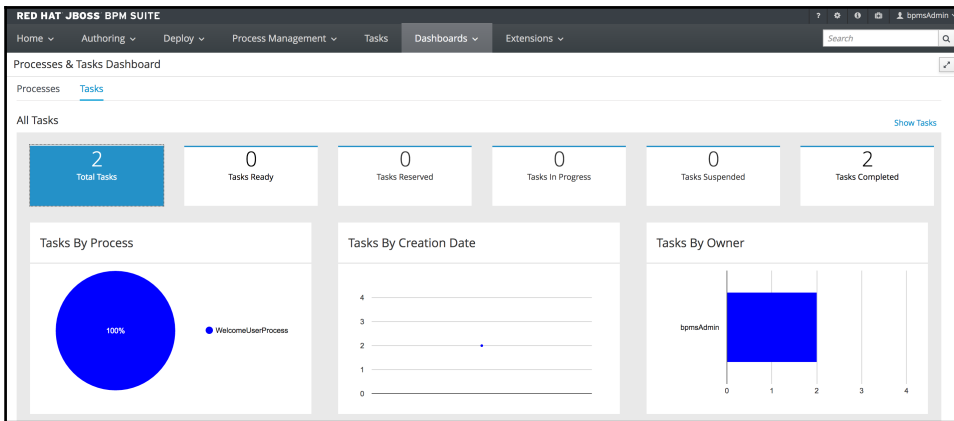 RED HAT JBOSS BPM SUITE ? bpmsAdmin
Home Authoring Deploy Process Management Tasks Dashboards Extensions Search
Processes & Tasks Dashboard
Processes Tasks
All Tasks Show Tasks
2 0 0 0 0 2
Total Tasks Tasks Ready Tasks Reserved Tasks In Progress Tasks Suspended Tasks Completed
Tasks By Process
100%
WelcomeUserProcess
Tasks By Creation Date
4
3
2
1
0
Tasks By Owner
bpmsAdmin
0 1 2 3 4